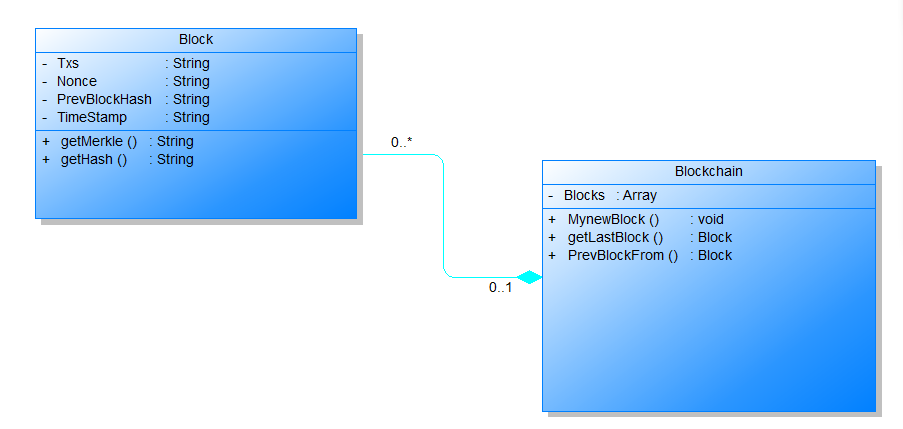 Block
- Txs : String
- Nonce : String
- PrevBlockHash : String
- TimeStamp : String
+ getMerkle () : String
+ getHash () : String
0..*
0..1
Blockchain
- Blocks : Array
+ MynewBlock () : void
+ getLastBlock () : Block
+ PrevBlockFrom () : Block